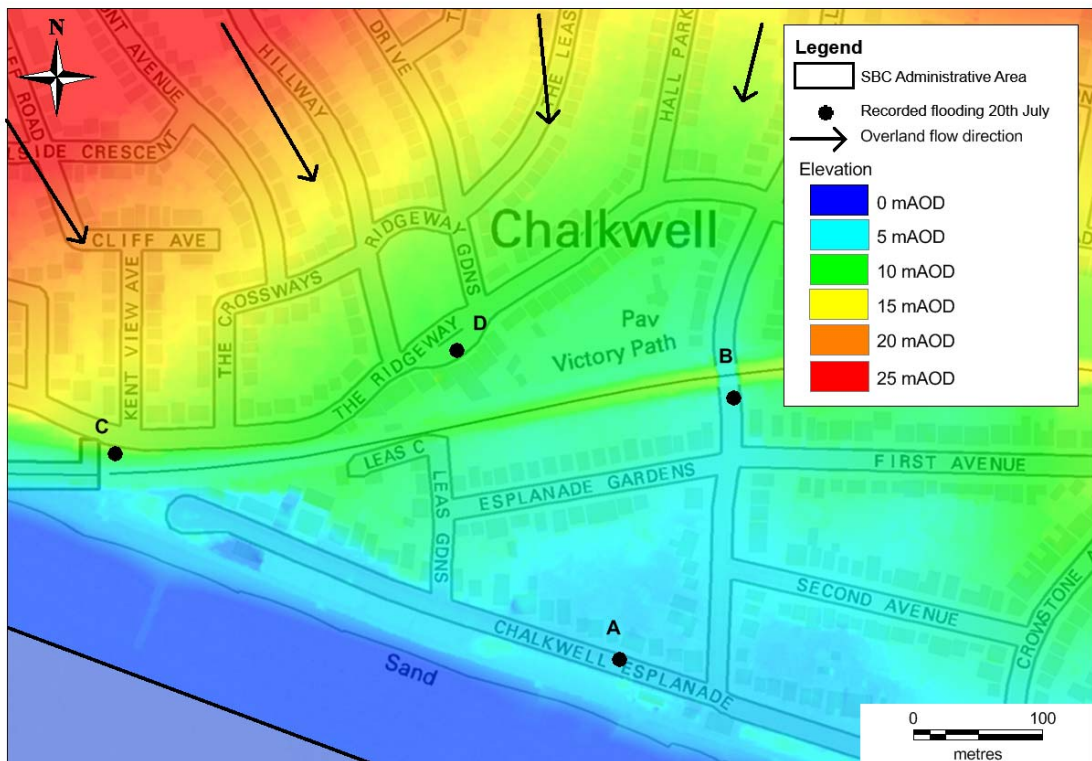 N
Legend
SBC Administrative Area
Recorded flooding 20th July
Overland flow direction
Elevation
0 mAOD
5 mAOD
10 mAOD
15 mAOD
20 mAOD
25 mAOD
NT AVENUE
HILLWAY
DRIVE
THE LEAS
HALL PARK
ROAD
LSIDE CRESCENT
CLIFF AVE
KENT VIEW AVE
THE CROSSWAYS
RIDGEWAY GDNS
Chalkwell
THE RIDGEWAY
D
Pav
Victory Path
B
C
LEAS C
LEAS GDNS
ESPLANADE GARDENS
FIRST AVENUE
SECOND AVENUE
CROWSTONE
A
CHALKWELL ESPLANADE
Sand
0 100
metres